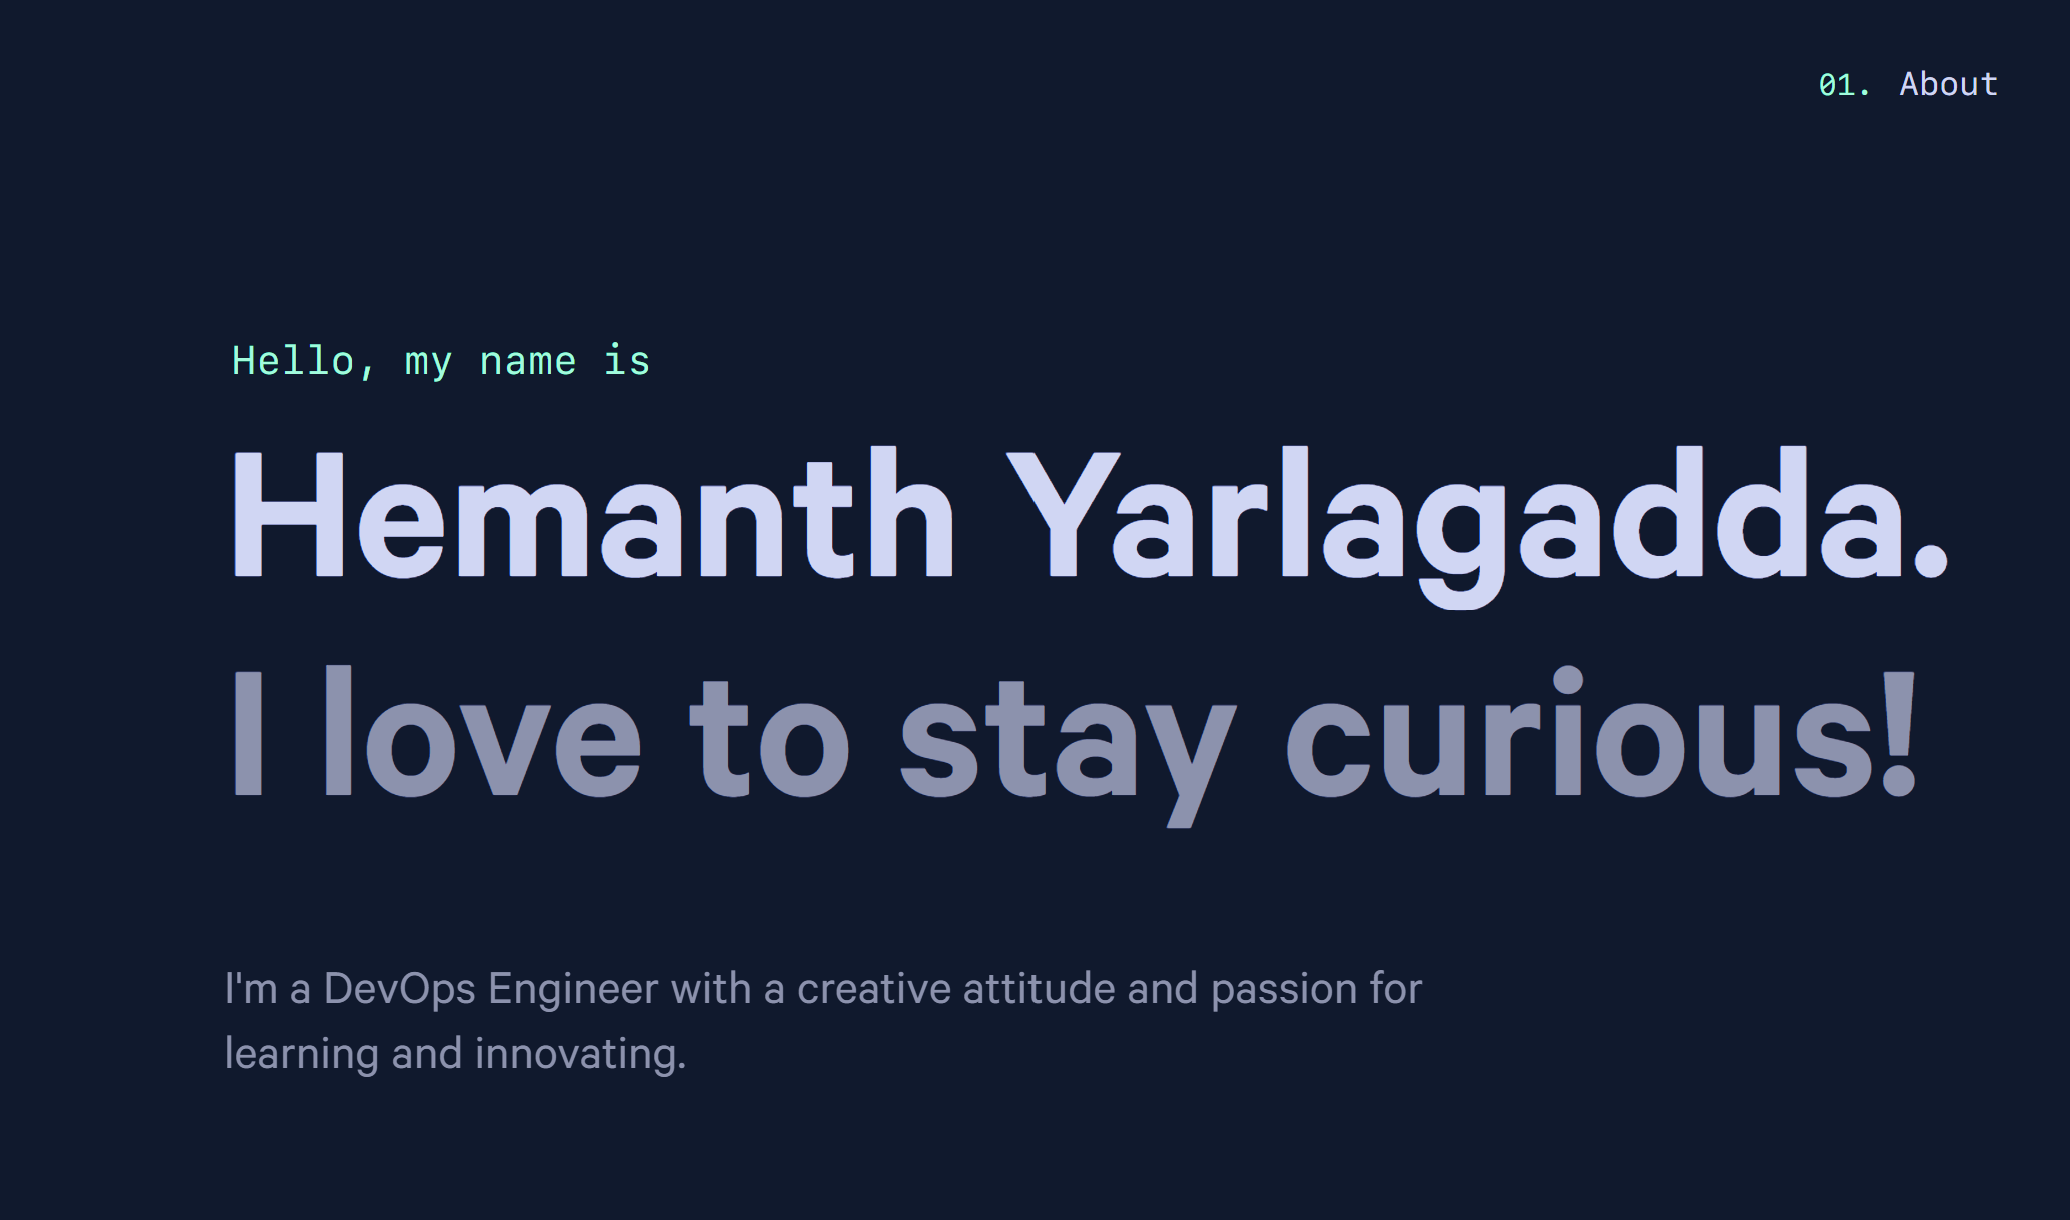 01. About
Hello, my name is
Hemanth Yarlagadda.
I love to stay curious!
I'm a DevOps Engineer with a creative attitude and passion for
learning and innovating.